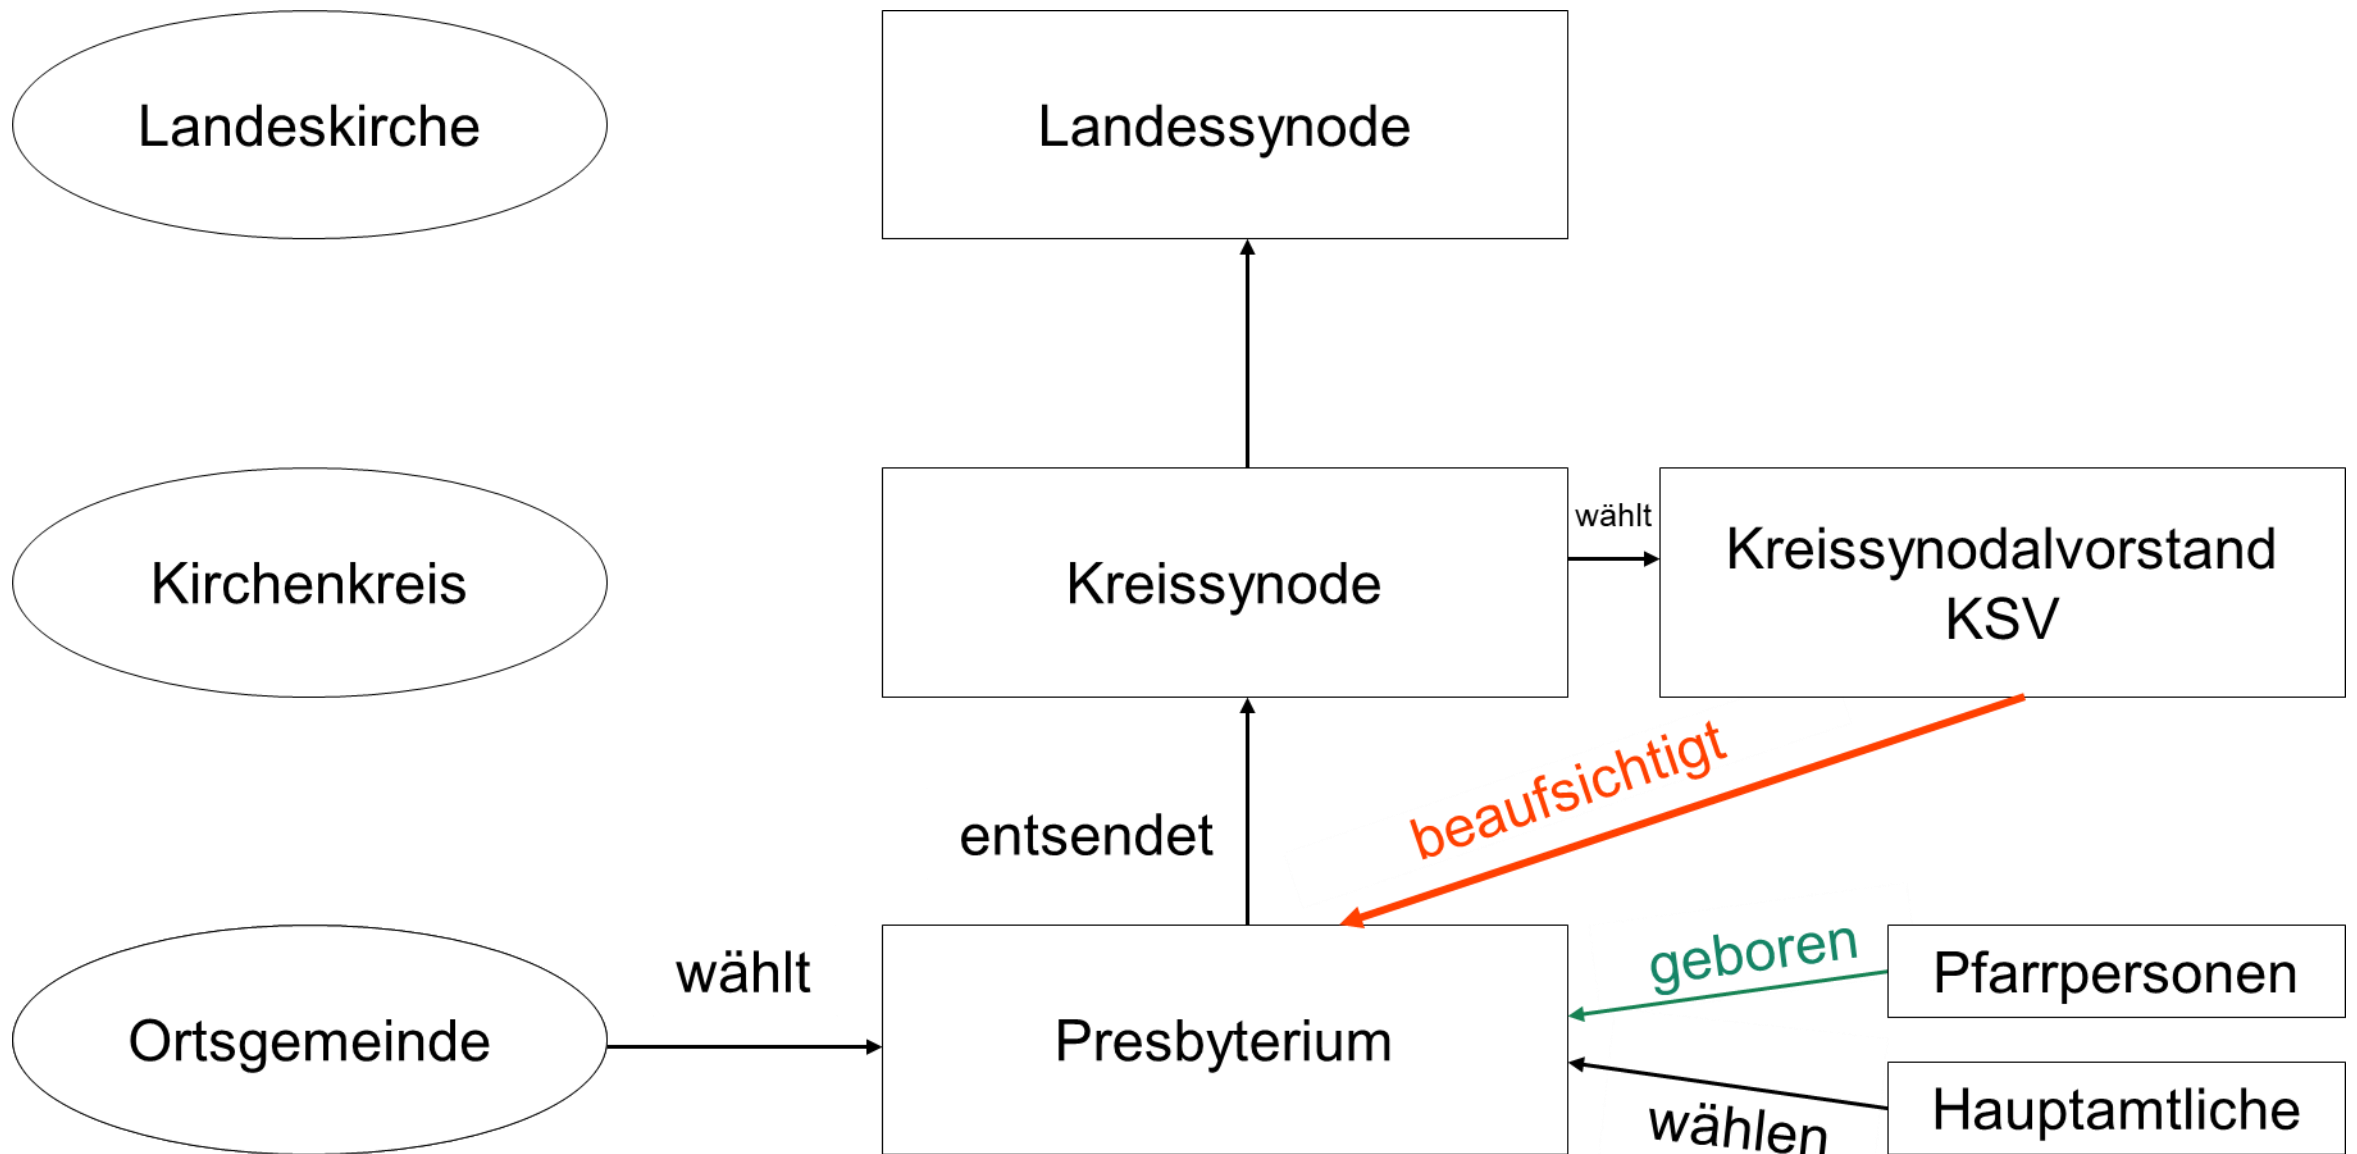 Landeskirche
Landessynode
Kirchenkreis
Kreissynode
wählt
Kreissynodalvorstand
KSV
entsendet
beaufsichtigt
Ortsgemeinde
wählt
Presbyterium
geboren
Pfarrpersonen
wählen
Hauptamtliche